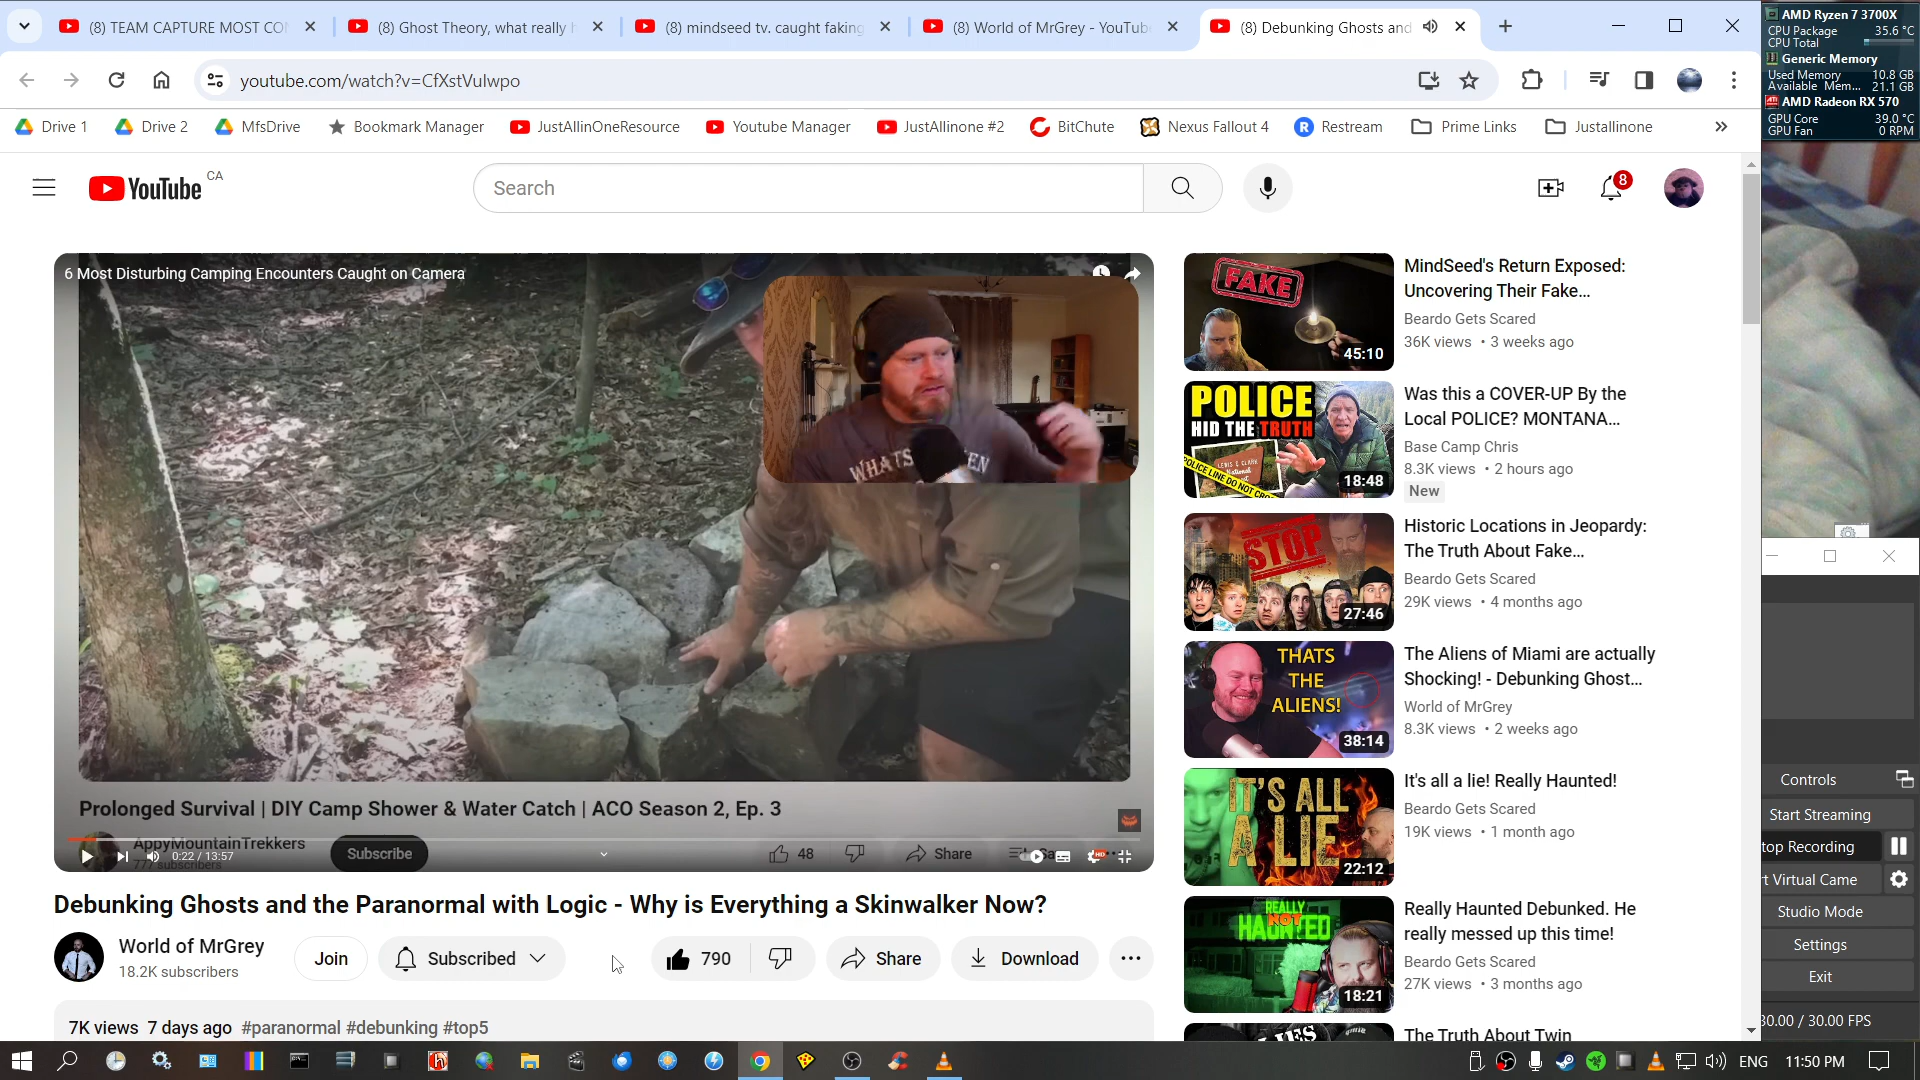 (8) TEAM CAPTURE MOST CO
(8) Ghost Theory, what really h
(8) mindseed tv. caught faking
(8) World of MrGrey - YouTube
(8) Debunking Ghosts and
youtube.com/watch?v=CfXstVulwpo
Drive 1
Drive 2
MfsDrive
Bookmark Manager
JustAllinOneResource
Youtube Manager
JustAllinone #2
BitChute
Nexus Fallout 4
Restream
Prime Links
Justallinone
YouTube CA
Search
8
AMD Ryzen 7 3700X
CPU Package 35.6 °C
CPU Total
Generic Memory
Used Memory 10.8 GB
Available Mem... 21.1 GB
AMD Radeon RX 570
GPU Core 39.0 °C
GPU Fan 0 RPM
6 Most Disturbing Camping Encounters Caught on Camera
WHATS
Prolonged Survival | DIY Camp Shower & Water Catch | ACO Season 2, Ep. 3
AppyMountainTrekkers
777 subscribers
Subscribe
48
Share
0:22 / 13:57
HD
Debunking Ghosts and the Paranormal with Logic - Why is Everything a Skinwalker Now?
World of MrGrey
18.2K subscribers
Join
Subscribed
790
Share
Download
7K views 7 days ago #paranormal #debunking #top5
FAKE
45:10
MindSeed's Return Exposed:
Uncovering Their Fake...
Beardo Gets Scared
36K views • 3 weeks ago
POLICE
HID THE TRUTH
LEWIS & CLARK
National
POLICE LINE DO NOT CRO
18:48
Was this a COVER-UP By the
Local POLICE? MONTANA...
Base Camp Chris
8.3K views • 2 hours ago
New
STOP
27:46
Historic Locations in Jeopardy:
The Truth About Fake...
Beardo Gets Scared
29K views • 4 months ago
THATS
THE
ALIENS!
38:14
The Aliens of Miami are actually
Shocking! - Debunking Ghost...
World of MrGrey
8.3K views • 2 weeks ago
IT'S ALL
A LIE
22:12
It's all a lie! Really Haunted!
Beardo Gets Scared
19K views • 1 month ago
REALLY
NOT
HAUNTED
18:21
Really Haunted Debunked. He
really messed up this time!
Beardo Gets Scared
27K views • 3 months ago
LIES
The Truth About Twin
Controls
Start Streaming
top Recording
t Virtual Came
Studio Mode
Settings
Exit
30.00 / 30.00 FPS
ENG
11:50 PM